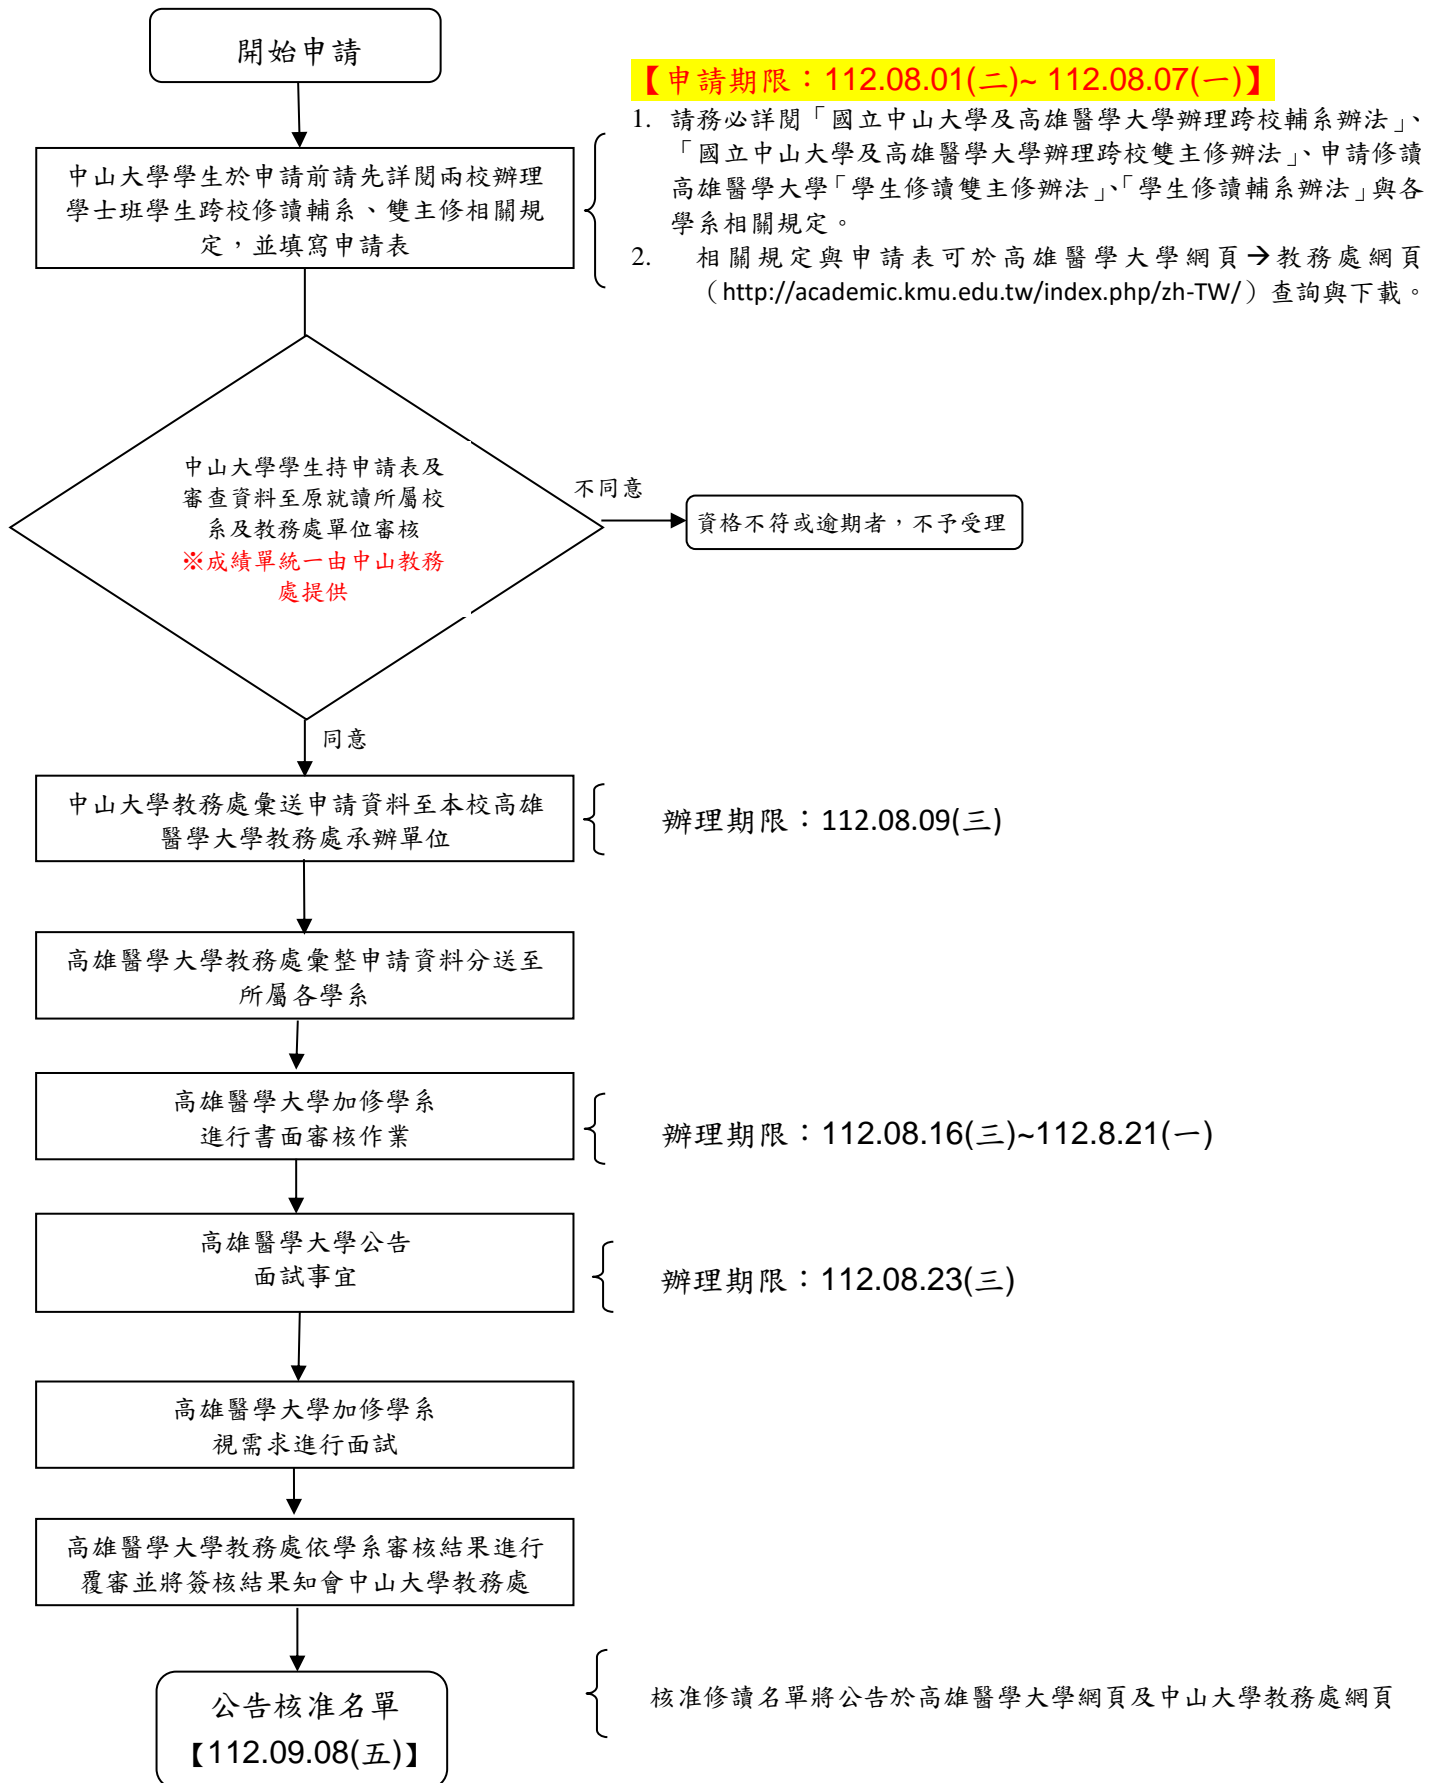 開始申請
【申請期限：112.08.01(二)~ 112.08.07(一)】
1. 請務必詳閱「國立中山大學及高雄醫學大學辦理跨校輔系辦法」、
「國立中山大學及高雄醫學大學辦理跨校雙主修辦法」、申請修讀
高雄醫學大學「學生修讀雙主修辦法」、「學生修讀輔系辦法」與各
學系相關規定。
2. 相關規定與申請表可於高雄醫學大學網頁→教務處網頁
（http://academic.kmu.edu.tw/index.php/zh-TW/）查詢與下載。
中山大學學生於申請前請先詳閱兩校辦理
學士班學生跨校修讀輔系、雙主修相關規
定，並填寫申請表
中山大學學生持申請表及
審查資料至原就讀所屬校
系及教務處單位審核
※成績單統一由中山教務
處提供
不同意
資格不符或逾期者，不予受理
同意
中山大學教務處彙送申請資料至本校高雄
醫學大學教務處承辦單位
辦理期限：112.08.09(三)
高雄醫學大學教務處彙整申請資料分送至
所屬各學系
高雄醫學大學加修學系
進行書面審核作業
辦理期限：112.08.16(三)~112.8.21(一)
高雄醫學大學公告
面試事宜
辦理期限：112.08.23(三)
高雄醫學大學加修學系
視需求進行面試
高雄醫學大學教務處依學系審核結果進行
覆審並將簽核結果知會中山大學教務處
公告核准名單
【112.09.08(五)】
核准修讀名單將公告於高雄醫學大學網頁及中山大學教務處網頁